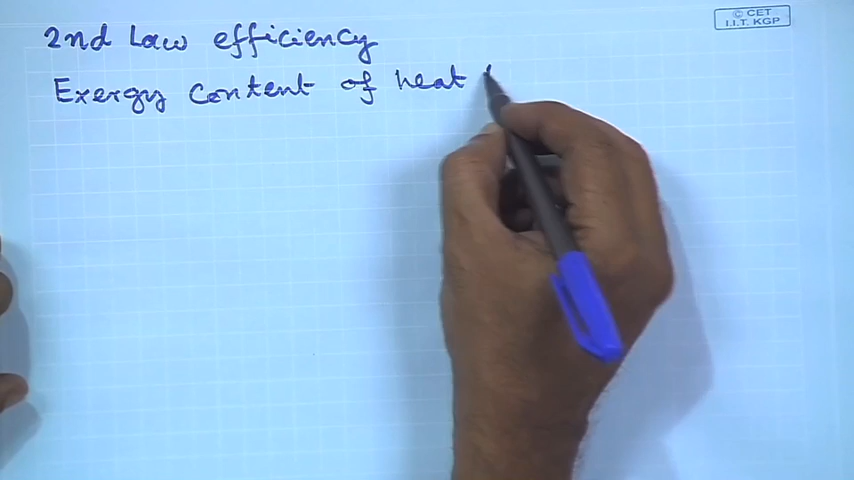 © CET
I.I.T. KGP
2nd Law efficiency
Exergy content of heat